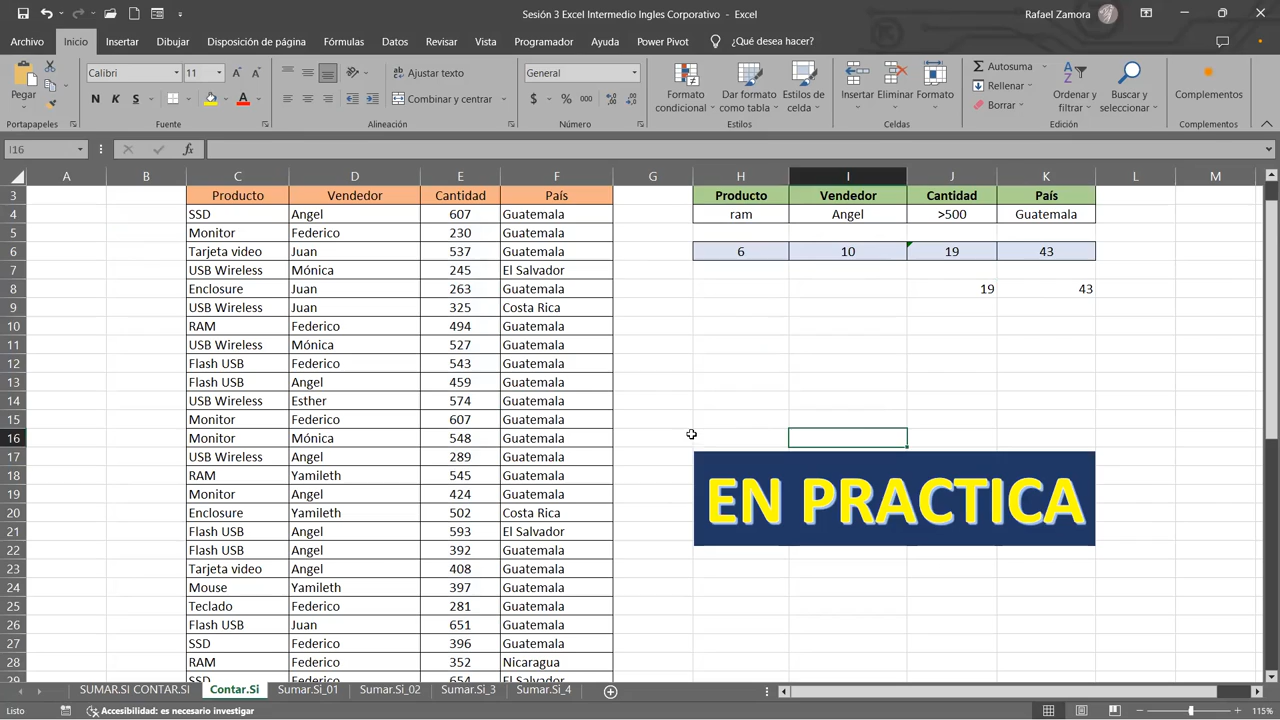 Sesión 3 Excel Intermedio Ingles Corporativo - Excel
Rafael Zamora
Archivo Inicio Insertar Dibujar Disposición de página Fórmulas Datos Revisar Vista Programador Ayuda Power Pivot ¿Qué desea hacer?
Pegar
Calibri 11
N K S
Ajustar texto
Combinar y centrar
General
$ % 000
Formato condicional
Dar formato como tabla
Estilos de celda
Insertar Eliminar Formato
Autosuma
Rellenar
Borrar
Ordenar y filtrar
Buscar y seleccionar
Complementos
Portapapeles Fuente Alineación Número Estilos Celdas Edición Complementos
I16 fx
A B C D E F G H I J K L M
3 Producto Vendedor Cantidad País Producto Vendedor Cantidad País
4 SSD Angel 607 Guatemala ram Angel >500 Guatemala
5 Monitor Federico 230 Guatemala
6 Tarjeta video Juan 537 Guatemala 6 10 19 43
7 USB Wireless Mónica 245 El Salvador
8 Enclosure Juan 263 Guatemala 19 43
9 USB Wireless Juan 325 Costa Rica
10 RAM Federico 494 Guatemala
11 USB Wireless Mónica 527 Guatemala
12 Flash USB Federico 543 Guatemala
13 Flash USB Angel 459 Guatemala
14 USB Wireless Esther 574 Guatemala
15 Monitor Federico 607 Guatemala
16 Monitor Mónica 548 Guatemala
17 USB Wireless Angel 289 Guatemala
18 RAM Yamileth 545 Guatemala
19 Monitor Angel 424 Guatemala
20 Enclosure Yamileth 502 Costa Rica
21 Flash USB Angel 593 El Salvador
22 Flash USB Angel 392 Guatemala
23 Tarjeta video Angel 408 Guatemala
24 Mouse Yamileth 397 Guatemala
25 Teclado Federico 281 Guatemala
26 Flash USB Juan 651 Guatemala
27 SSD Federico 396 Guatemala
28 RAM Federico 352 Nicaragua
29 SSD Federico 654 El Salvador
EN PRACTICA
SUMAR.SI CONTAR.SI Contar.Si Sumar.Si_01 Sumar.Si_02 Sumar.Si_3 Sumar.Si_4
Listo Accesibilidad: es necesario investigar 115%